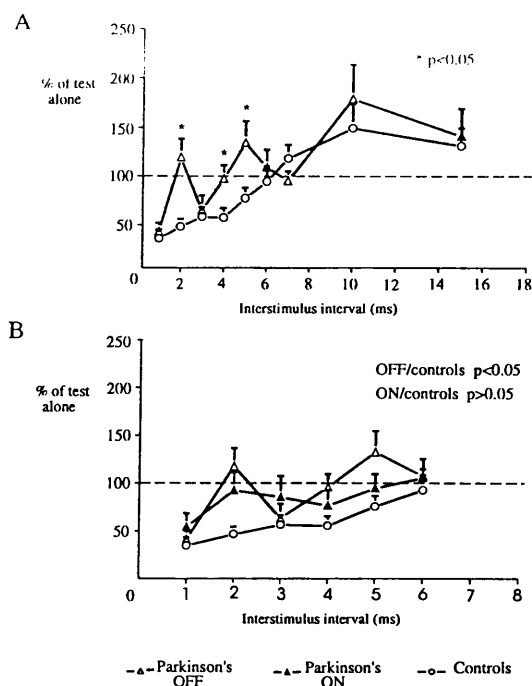 A
250
% of test
alone
* p<0.05
200
*
*
*
150
100
50
0
2 4 6 8 10 12 14 16 18
Interstimulus interval (ms)
B
250
% of test
alone
OFF/controls p<0.05
200
ON/controls p>0.05
150
100
50
0
1 2 3 4 5 6 7 8
Interstimulus interval (ms)
Parkinson's OFF
Parkinson's ON
Controls